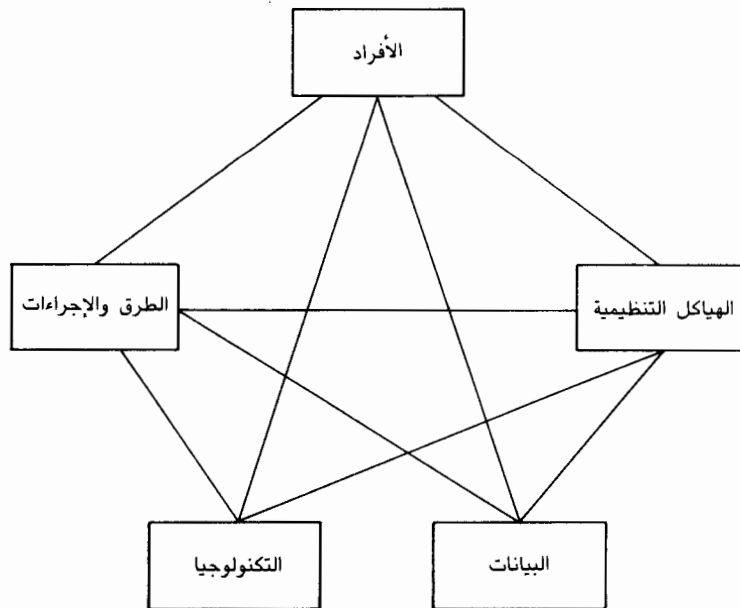 الأفراد
الهياكل التنظيمية
الطرق والإجراءات
البيانات
التكنولوجيا